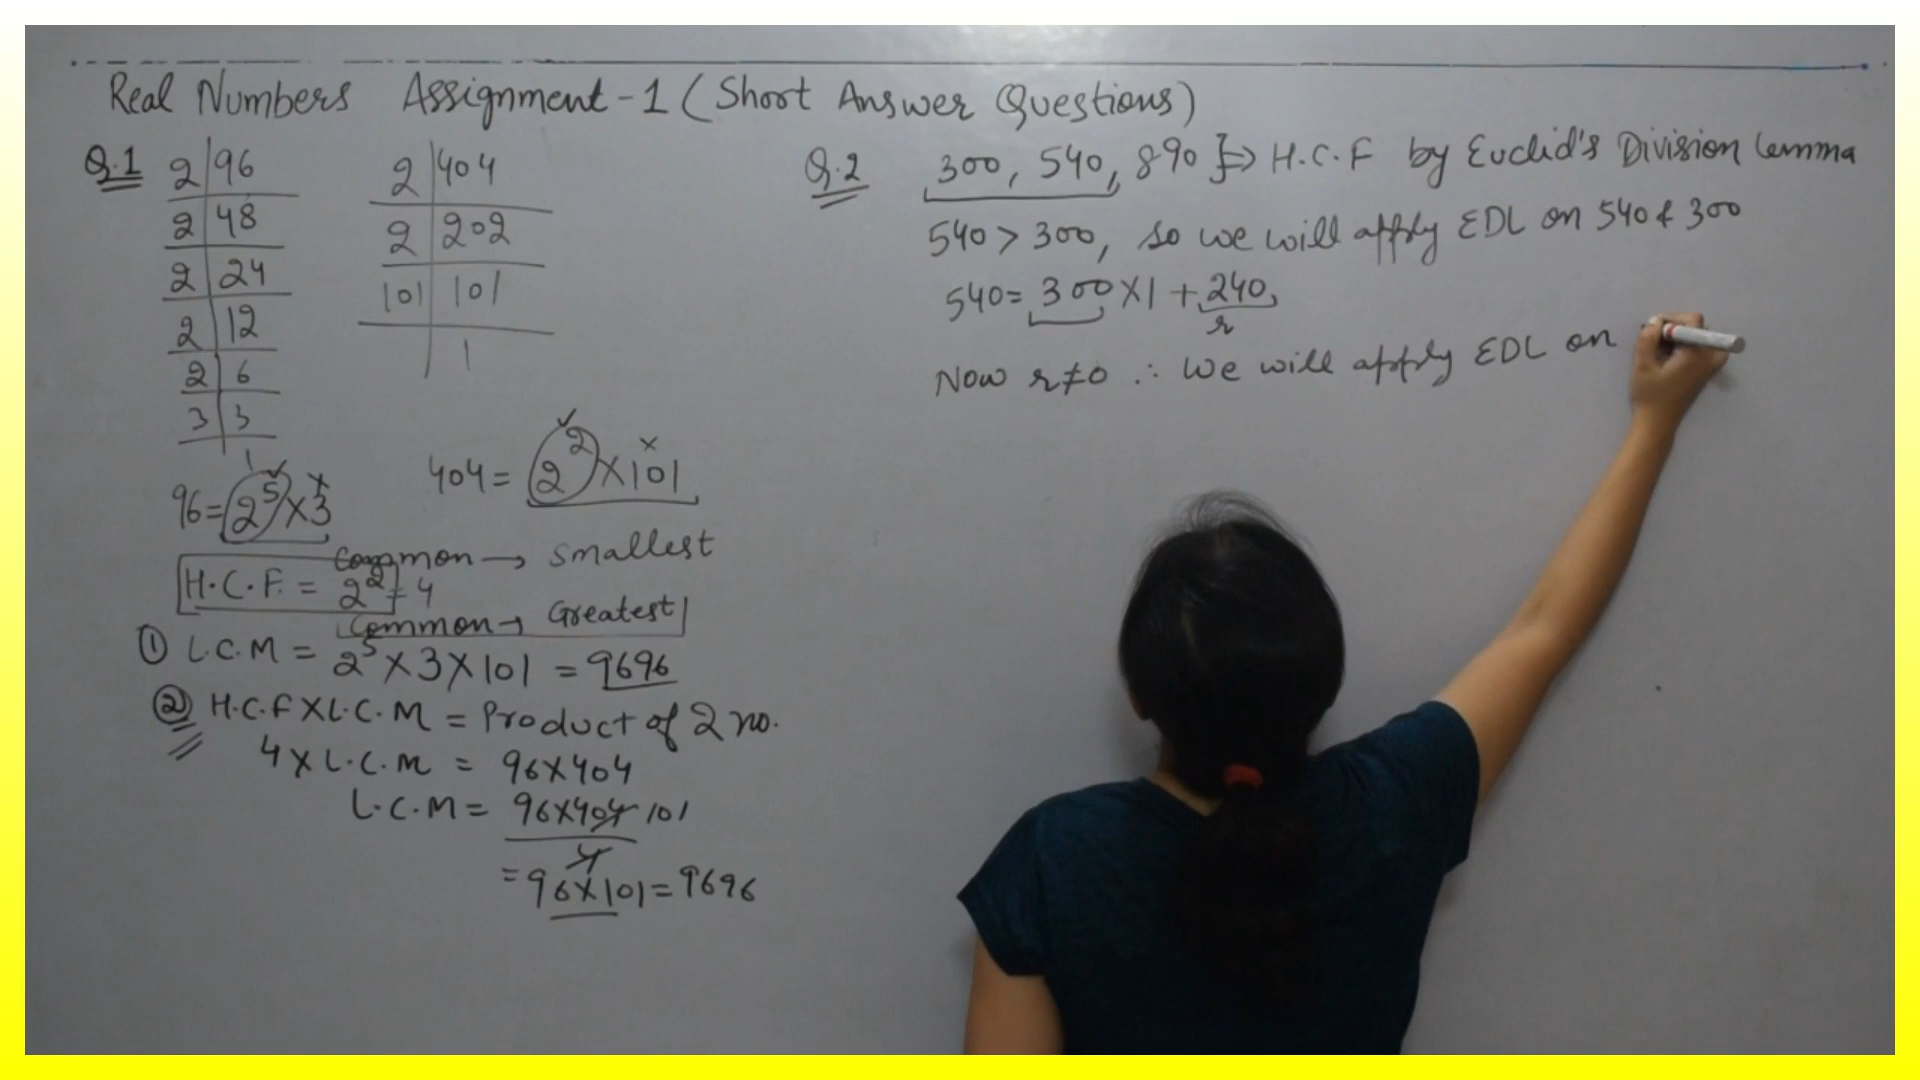 Real Numbers Assignment-1 (Short Answer Questions)
Q.1
2 | 96
2 | 48
2 | 24
2 | 12
2 | 6
3 | 3
1
2 | 404
2 | 202
101 | 101
1
96 = 2⁵ × 3
404 = 2² × 101
Common → Smallest
H.C.F. = 2² = 4
Common → Greatest
① L.C.M = 2⁵ × 3 × 101 = 9696
② H.C.F × L.C.M = Product of 2 no.
4 × L.C.M = 96 × 404
L.C.M = 96 × 404 101
4
= 96 × 101 = 9696
Q.2 300, 540, 890 }⇒ H.C.F by Euclid's Division Lemma
540 > 300, so we will apply EDL on 540 & 300
540 = 300 × 1 + 240,
r
Now r ≠ 0 ∴ we will apply EDL on